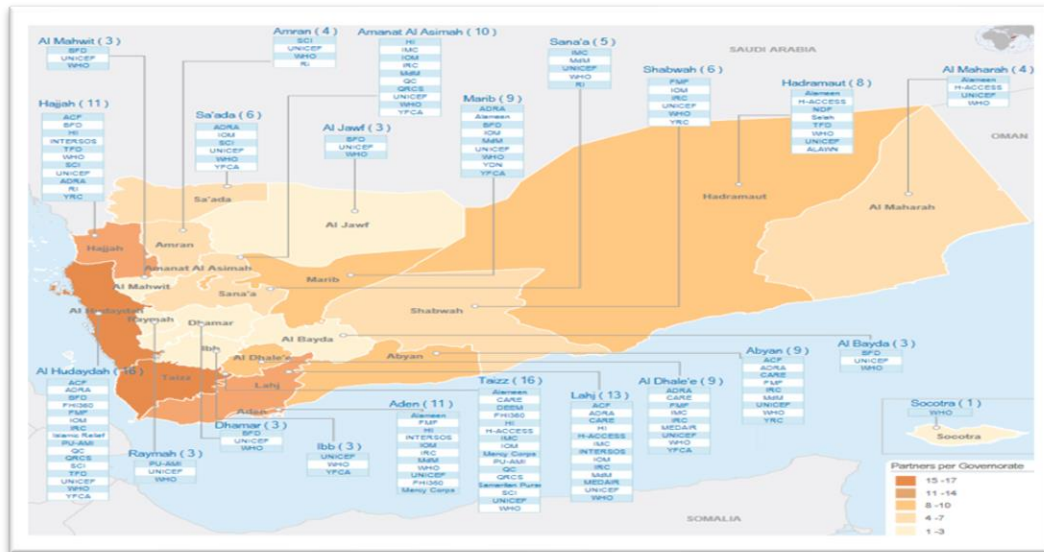 SAUDI ARABIA
OMAN
SOMALIA
Al Mahwit ( 3 )
BFD
UNICEF
WHO
Amran ( 4 )
SCI
UNICEF
WHO
RI
Amanat Al Asimah ( 10 )
HI
IMC
IOM
IRC
MdM
QC
QRCS
UNICEF
WHO
YFCA
Sana'a ( 5 )
IMC
MdM
UNICEF
WHO
RI
Shabwah ( 6 )
FMF
IOM
IRC
UNICEF
WHO
YRC
Hadramaut ( 8 )
Alameen
H-ACCESS
NDF
Selah
TFD
WHO
UNICEF
ALAWN
Al Maharah ( 4 )
Alameen
H-ACCESS
UNICEF
WHO
Hajjah ( 11 )
ACF
BFD
HI
INTERSOS
TFD
WHO
SCI
UNICEF
ADRA
RI
YRC
Sa'ada ( 6 )
ADRA
IOM
SCI
UNICEF
WHO
YFCA
Al Jawf ( 3 )
BFD
UNICEF
WHO
Marib ( 9 )
ADRA
Alameen
BFD
IOM
MdM
UNICEF
WHO
YDN
YFCA
Sa'ada
Al Jawf
Hadramaut
Al Maharah
Hajjah
Amran
Amanat Al Asimah
Marib
Al Mahwit
Sana'a
Shabwah
Al Hudaydah
Raymah
Dhamar
Al Bayda
Ibb
Al Dhale'e
Abyan
Taizz
Lahj
Aden
Al Hudaydah ( 16 )
ACF
ADRA
BFD
FHI360
FMF
IOM
IRC
Islamic Relief
PU-AMI
QC
QRCS
SCI
TFD
UNICEF
WHO
YFCA
Raymah ( 3 )
PU-AMI
UNICEF
WHO
Dhamar ( 3 )
BFD
UNICEF
WHO
Ibb ( 3 )
UNICEF
WHO
YFCA
Aden ( 11 )
Alameen
FMF
HI
INTERSOS
IOM
IRC
MdM
WHO
UNICEF
FHI360
Mercy Corps
Taizz ( 16 )
Alameen
CARE
DEEM
FHI360
HI
H-ACCESS
IMC
IOM
Mercy Corps
PU-AMI
QC
QRCS
Samaritan Purse
SCI
UNICEF
WHO
Lahj ( 13 )
ACF
ADRA
CARE
HI
H-ACCESS
IMC
INTERSOS
IOM
IRC
MdM
MEDAIR
UNICEF
WHO
Al Dhale'e ( 9 )
ADRA
CARE
FMF
IMC
IRC
MEDAIR
UNICEF
WHO
YFCA
Abyan ( 9 )
ACF
ADRA
CARE
FMF
IRC
MdM
UNICEF
WHO
YRC
Al Bayda ( 3 )
BFD
UNICEF
WHO
Socotra ( 1 )
WHO
Socotra
Partners per Governorate
15 -17
11 -14
8 -10
4 -7
1 -3